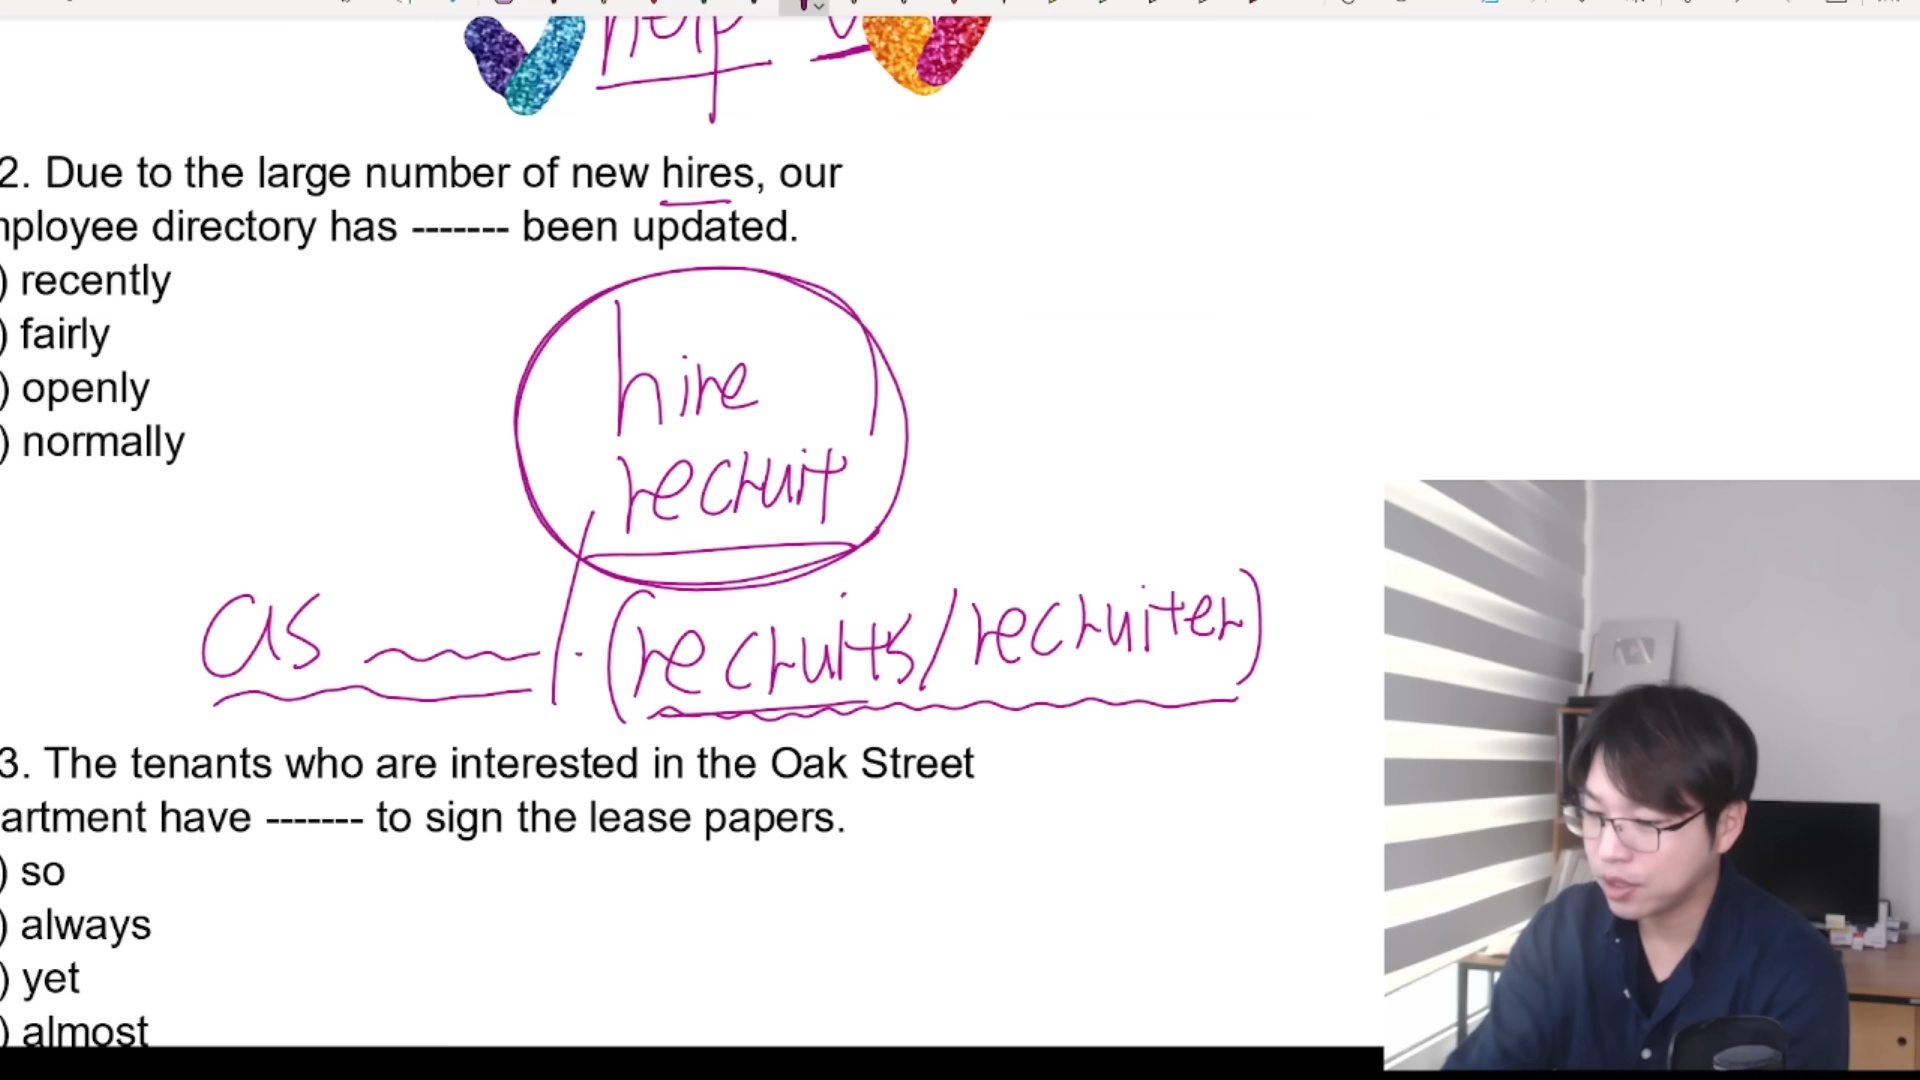 help
2. Due to the large number of new hires, our
mployee directory has ------- been updated.
) recently
) fairly
) openly
) normally
hire
recruit
as
(recruits/recruiter)
3. The tenants who are interested in the Oak Street
artment have ------- to sign the lease papers.
) so
) always
) yet
) almost